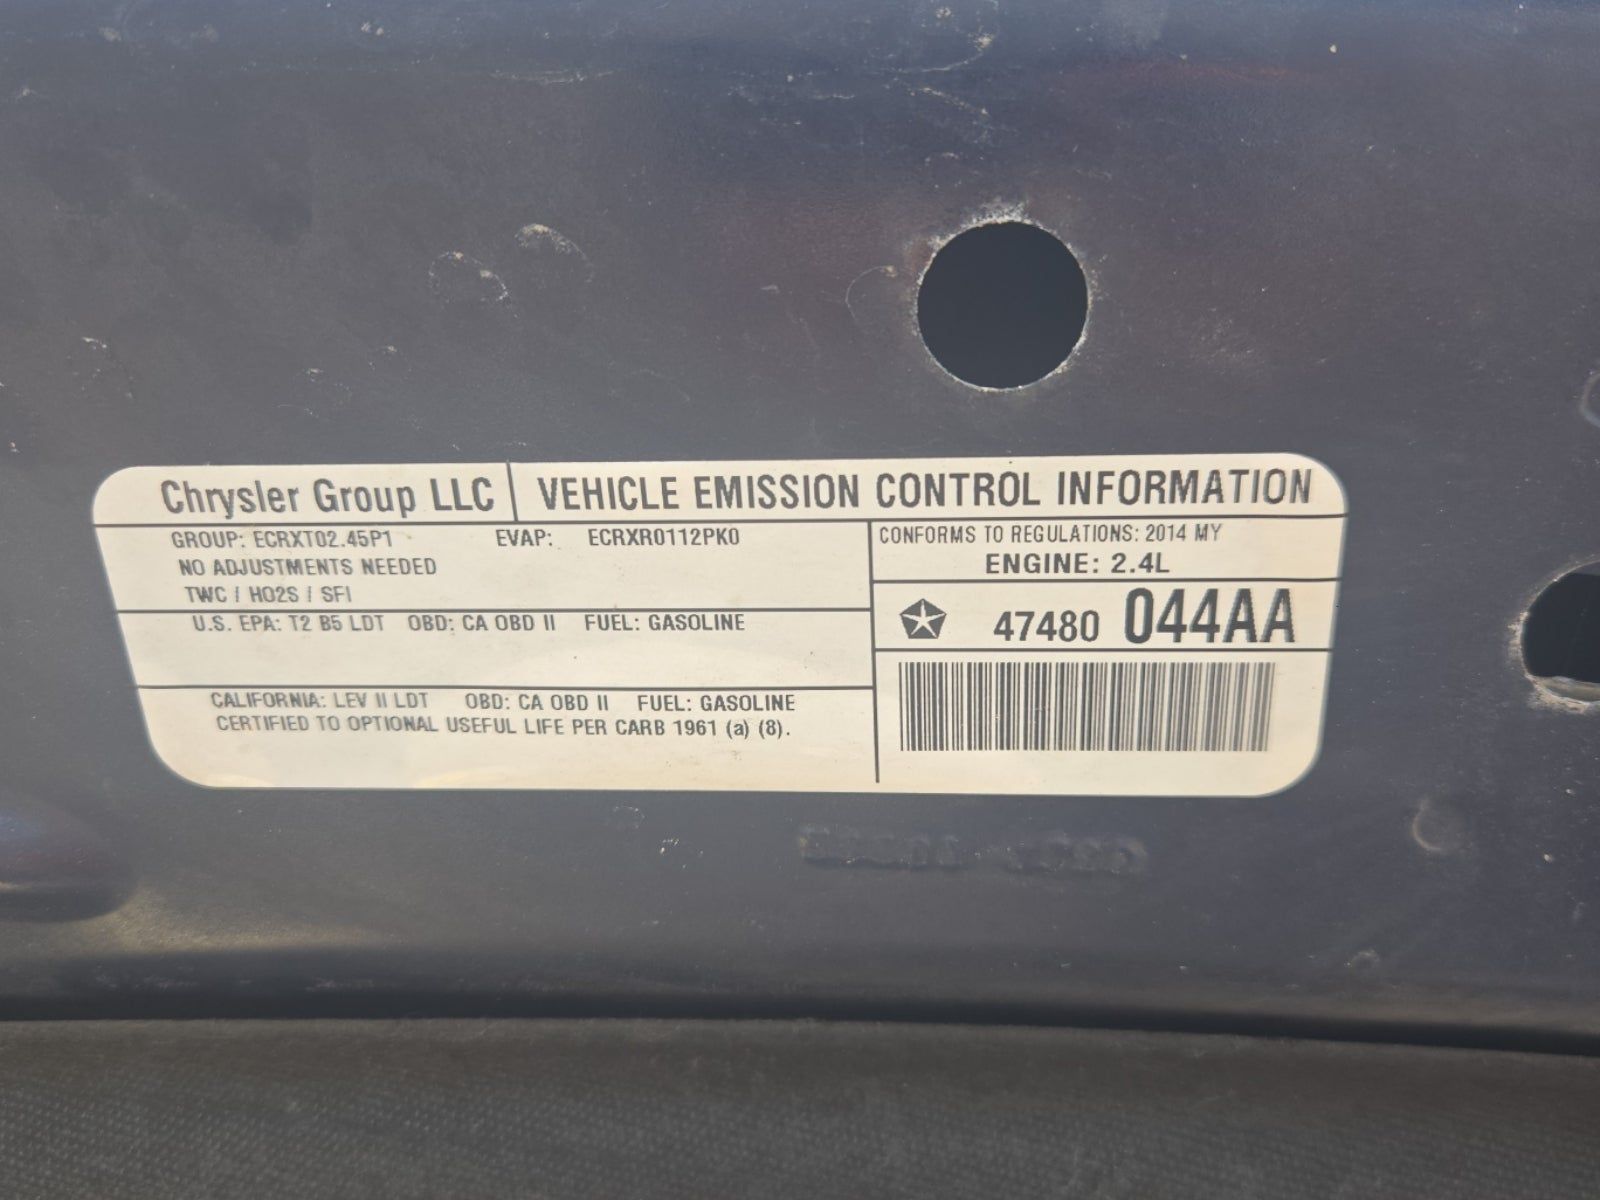 Chrysler Group LLC
VEHICLE EMISSION CONTROL INFORMATION
GROUP: ECRXT02.45P1 EVAP: ECRXR0112PK0
NO ADJUSTMENTS NEEDED
TWC / HO2S / SFI
U.S. EPA: T2 B5 LDT OBD: CA OBD II FUEL: GASOLINE
CALIFORNIA: LEV II LDT OBD: CA OBD II FUEL: GASOLINE
CERTIFIED TO OPTIONAL USEFUL LIFE PER CARB 1961 (a) (8).
CONFORMS TO REGULATIONS: 2014 MY
ENGINE: 2.4L
47480 044AA